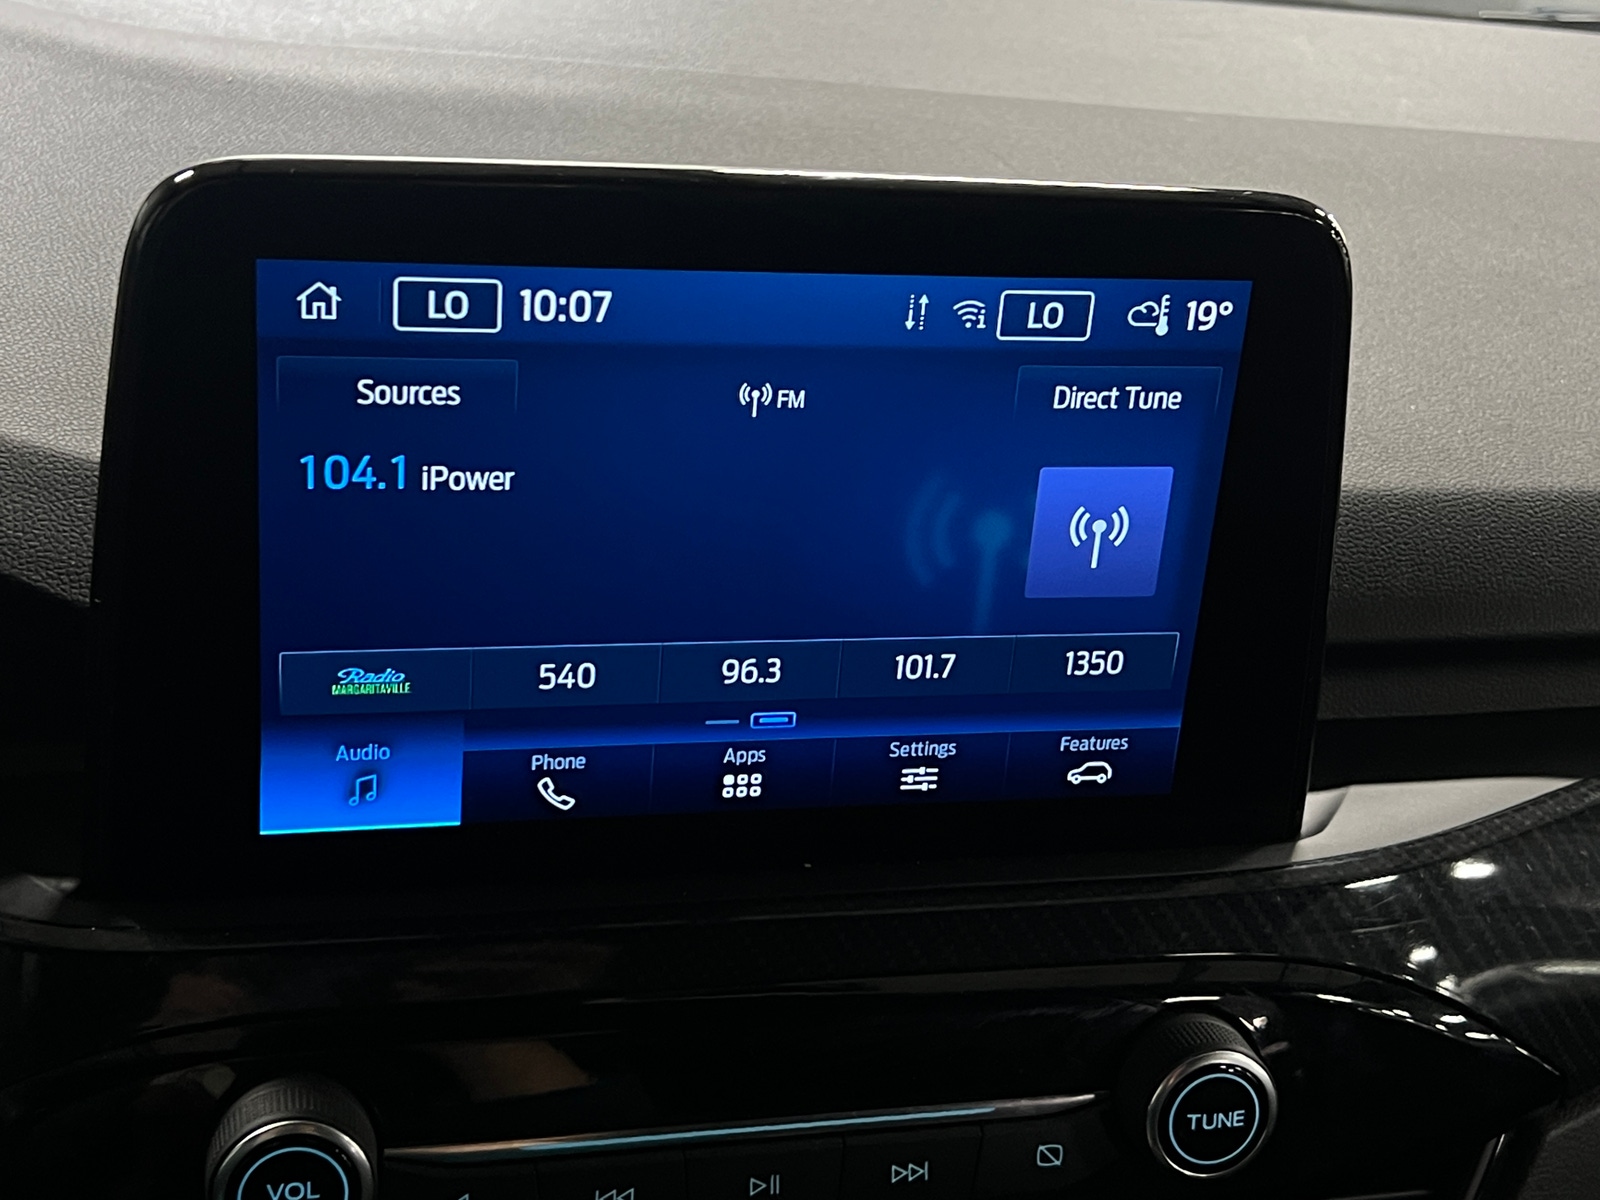 LO 10:07 LO 19°
Sources FM Direct Tune
104.1 iPower
Radio MARGARITAVILLE 540 96.3 101.7 1350
Audio Phone Apps Settings Features
TUNE
VOL